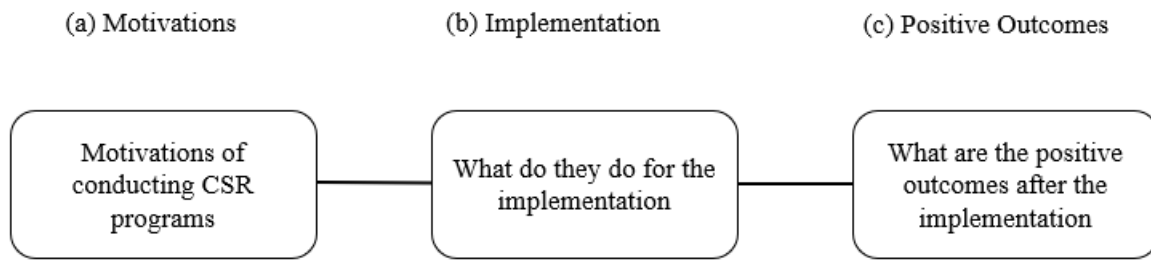 (a) Motivations
(b) Implementation
(c) Positive Outcomes
Motivations of
conducting CSR
programs
What do they do for the
implementation
What are the positive
outcomes after the
implementation